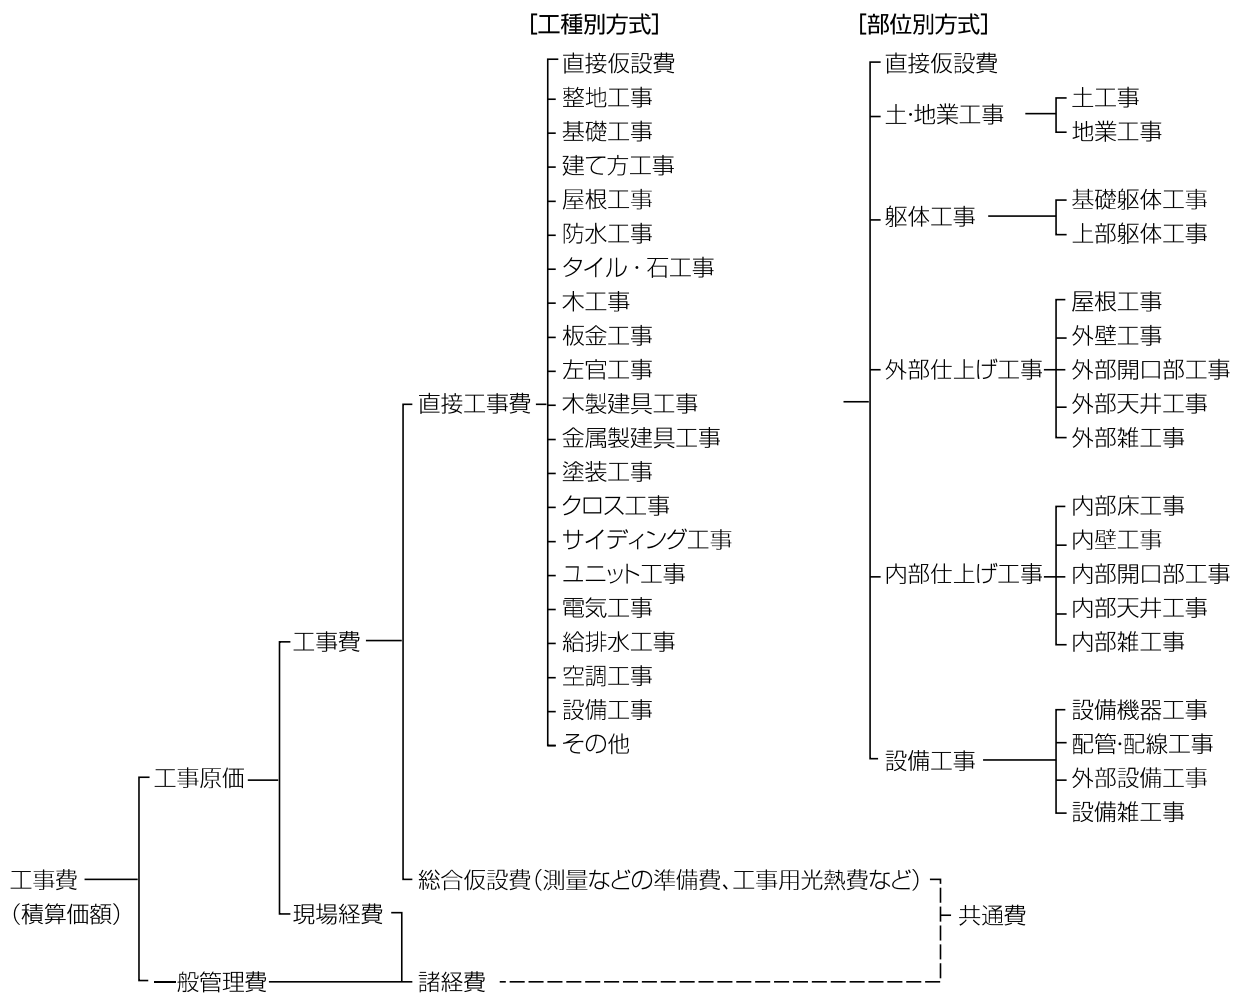 [工種別方式]
直接仮設費
整地工事
基礎工事
建て方工事
屋根工事
防水工事
タイル・石工事
木工事
板金工事
左官工事
木製建具工事
金属製建具工事
塗装工事
クロス工事
サイディング工事
ユニット工事
電気工事
給排水工事
空調工事
設備工事
その他
[部位別方式]
直接仮設費
土・地業工事
土工事
地業工事
躯体工事
基礎躯体工事
上部躯体工事
外部仕上げ工事
屋根工事
外壁工事
外部開口部工事
外部天井工事
外部雑工事
内部仕上げ工事
内部床工事
内壁工事
内部開口部工事
内部天井工事
内部雑工事
設備工事
設備機器工事
配管・配線工事
外部設備工事
設備雑工事
直接工事費
工事費
工事原価
工事費
(積算価額)
総合仮設費(測量などの準備費、工事用光熱費など)
現場経費
共通費
一般管理費
諸経費